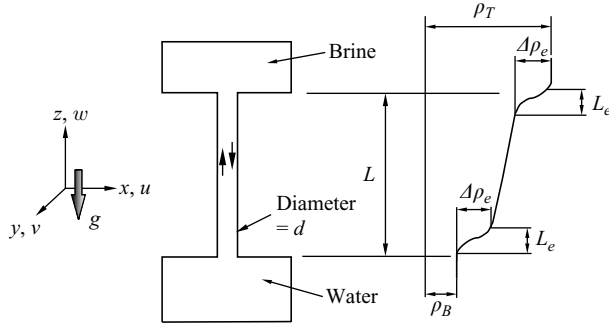 ρ_T
Δρ_e
Brine
L_e
z, w
L
x, u
Δρ_e
y, v
g
Diameter
= d
L_e
Water
ρ_B